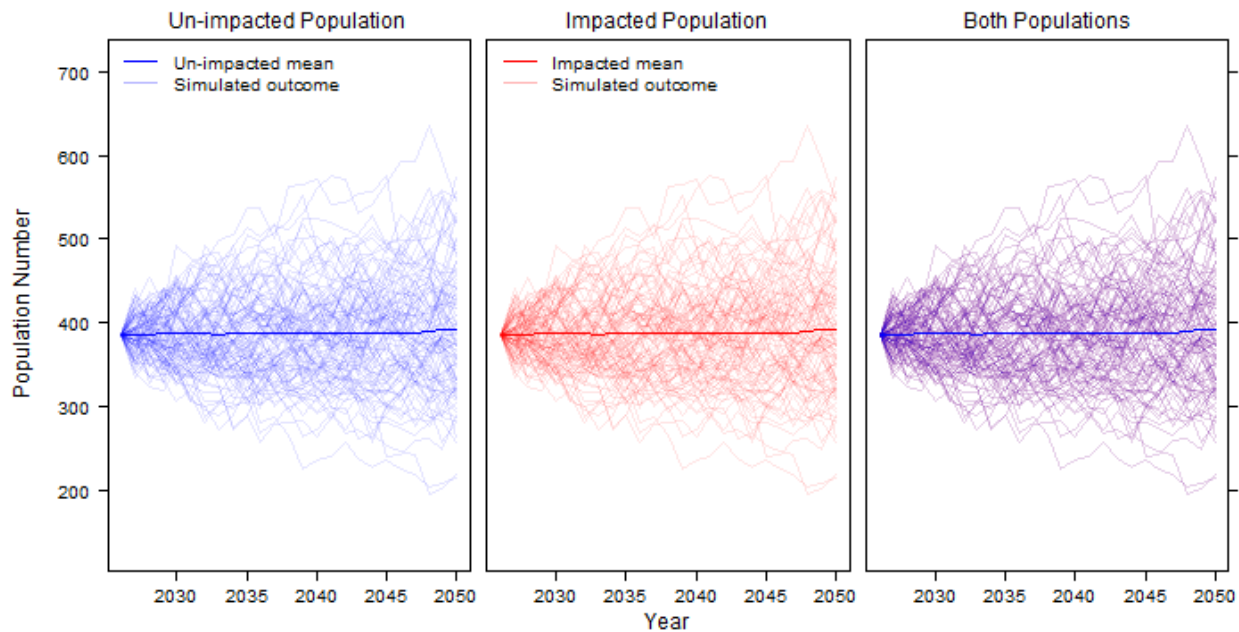 Un-impacted Population
Impacted Population
Both Populations
Un-impacted mean
Simulated outcome
Impacted mean
Simulated outcome
Population Number
700
600
500
400
300
200
2030 2035 2040 2045 2050
2030 2035 2040 2045 2050
2030 2035 2040 2045 2050
Year